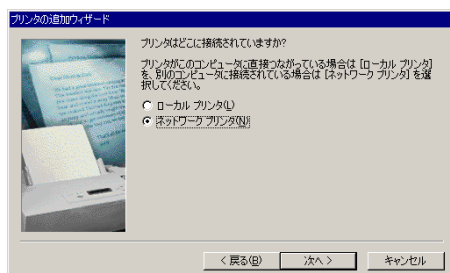 プリンタの追加ウィザード
プリンタはどこに接続されていますか?
プリンタがこのコンピュータに直接つながっている場合は [ローカル プリンタ]
を、別のコンピュータに接続されている場合は [ネットワーク プリンタ] を選
択してください。
ローカル プリンタ(L)
ネットワーク プリンタ(N)
< 戻る(B)
次へ >
キャンセル